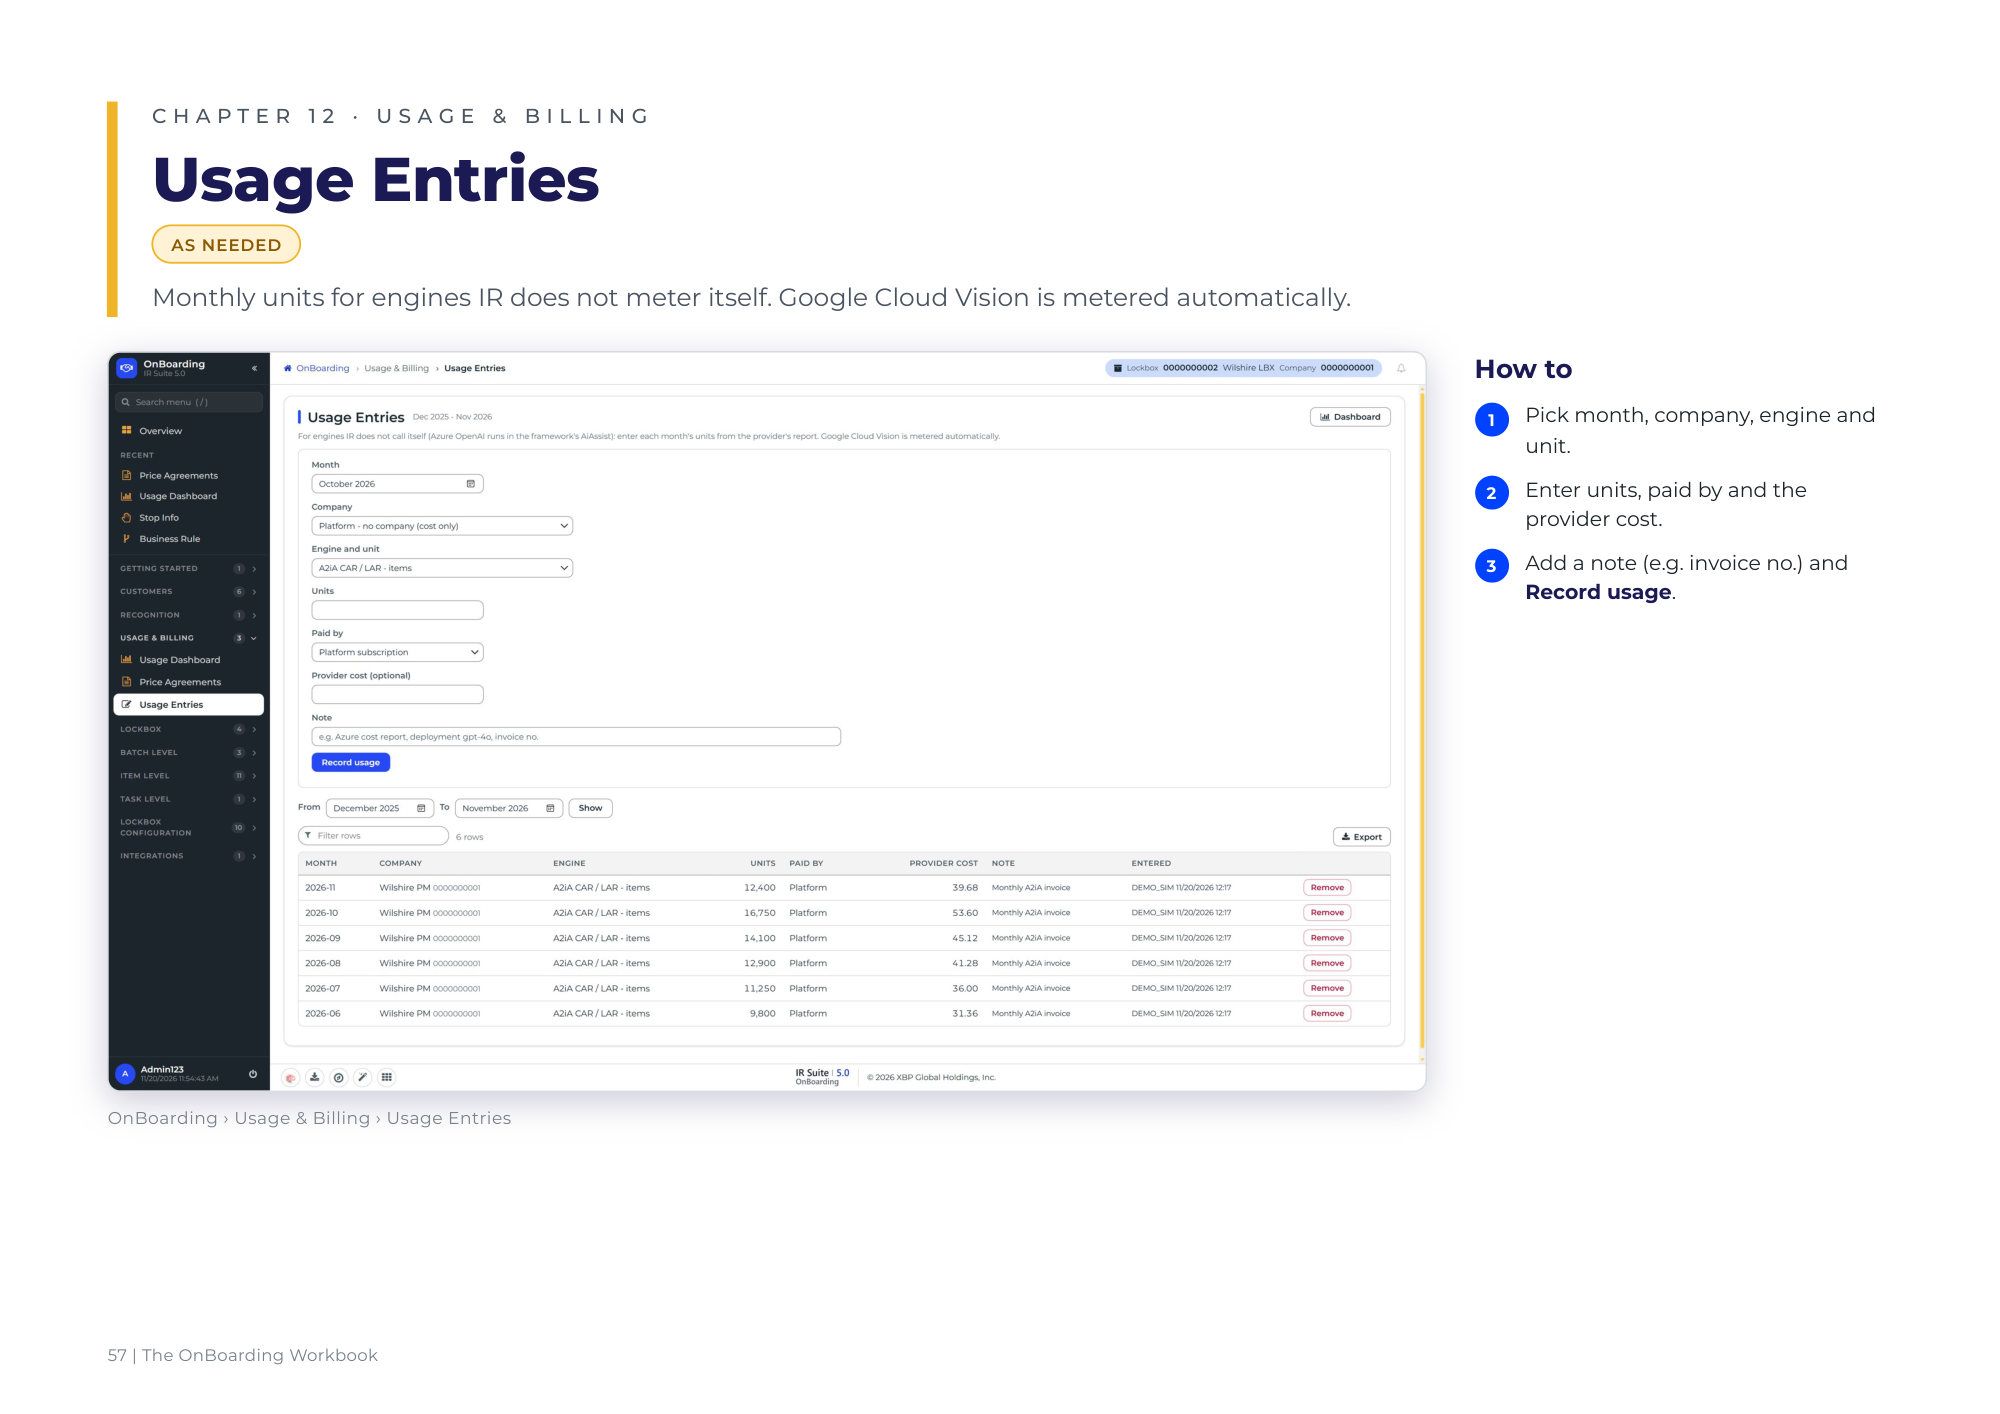 CHAPTER 12 · USAGE & BILLING
Usage Entries
AS NEEDED
Monthly units for engines IR does not meter itself. Google Cloud Vision is metered automatically.
OnBoarding
IR Suite 5.0
«
Search menu ( / )
Overview
RECENT
Price Agreements
Usage Dashboard
Stop Info
Business Rule
GETTING STARTED 1 ›
CUSTOMERS 6 ›
RECOGNITION 1 ›
USAGE & BILLING 3
Usage Dashboard
Price Agreements
Usage Entries
LOCKBOX 4 ›
BATCH LEVEL 3 ›
ITEM LEVEL 11 ›
TASK LEVEL 1 ›
LOCKBOX
CONFIGURATION 10 ›
INTEGRATIONS 1 ›
A Admin123
11/20/2026 11:54:43 AM
OnBoarding › Usage & Billing › Usage Entries
Lockbox 0000000002 Wilshire LBX Company 0000000001
Usage Entries Dec 2025 - Nov 2026
Dashboard
For engines IR does not call itself (Azure OpenAI runs in the framework's AIAssist): enter each month's units from the provider's report. Google Cloud Vision is metered automatically.
Month
October 2026
Company
Platform - no company (cost only)
Engine and unit
A2iA CAR / LAR - items
Units
Paid by
Platform subscription
Provider cost (optional)
Note
e.g. Azure cost report, deployment gpt-4o, invoice no.
Record usage
From December 2025 To November 2026 Show
Filter rows 6 rows
Export
MONTH COMPANY ENGINE UNITS PAID BY PROVIDER COST NOTE ENTERED
2026-11 Wilshire PM 0000000001 A2iA CAR / LAR - items 12,400 Platform 39.68 Monthly A2iA invoice DEMO_SIM 11/20/2026 12:17 Remove
2026-10 Wilshire PM 0000000001 A2iA CAR / LAR - items 16,750 Platform 53.60 Monthly A2iA invoice DEMO_SIM 11/20/2026 12:17 Remove
2026-09 Wilshire PM 0000000001 A2iA CAR / LAR - items 14,100 Platform 45.12 Monthly A2iA invoice DEMO_SIM 11/20/2026 12:17 Remove
2026-08 Wilshire PM 0000000001 A2iA CAR / LAR - items 12,900 Platform 41.28 Monthly A2iA invoice DEMO_SIM 11/20/2026 12:17 Remove
2026-07 Wilshire PM 0000000001 A2iA CAR / LAR - items 11,250 Platform 36.00 Monthly A2iA invoice DEMO_SIM 11/20/2026 12:17 Remove
2026-06 Wilshire PM 0000000001 A2iA CAR / LAR - items 9,800 Platform 31.36 Monthly A2iA invoice DEMO_SIM 11/20/2026 12:17 Remove
IR Suite | 5.0
OnBoarding
© 2026 XBP Global Holdings, Inc.
How to
1 Pick month, company, engine and
unit.
2 Enter units, paid by and the
provider cost.
3 Add a note (e.g. invoice no.) and
Record usage.
OnBoarding › Usage & Billing › Usage Entries
57 | The OnBoarding Workbook